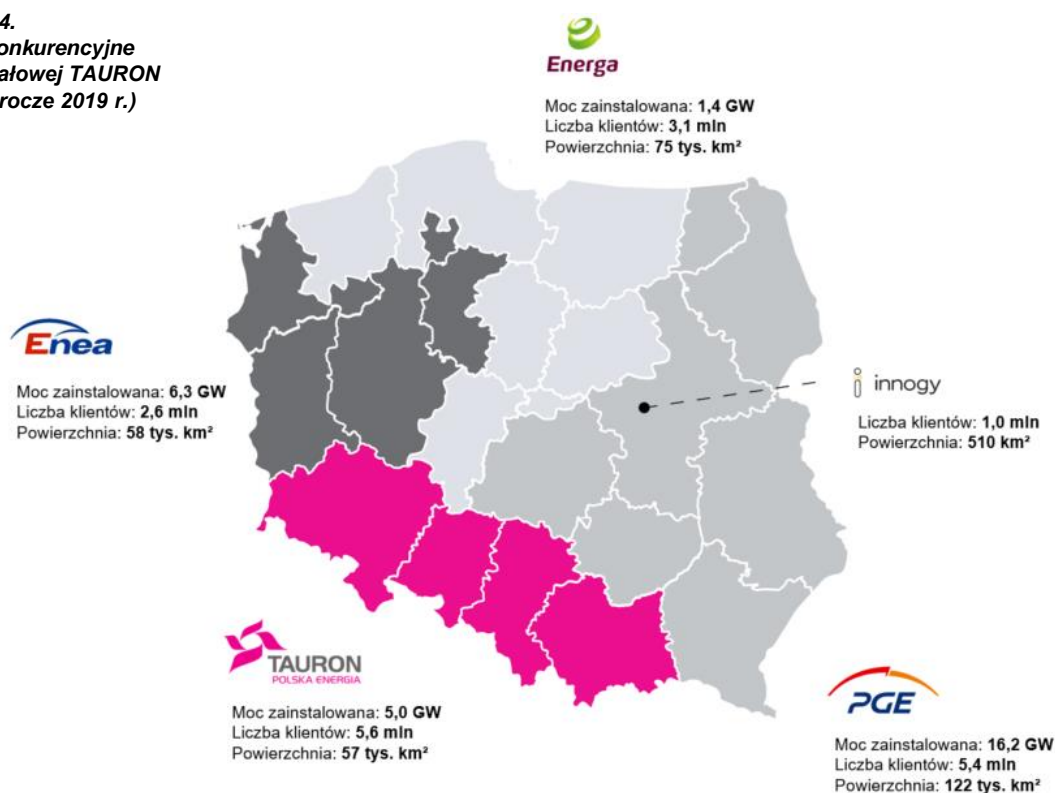 4.
onkurencyjne
ałowej TAURON
rocze 2019 r.)
Energa
Moc zainstalowana: 1,4 GW
Liczba klientów: 3,1 mln
Powierzchnia: 75 tys. km²
Enea
Moc zainstalowana: 6,3 GW
Liczba klientów: 2,6 mln
Powierzchnia: 58 tys. km²
innogy
Liczba klientów: 1,0 mln
Powierzchnia: 510 km²
TAURON
POLSKA ENERGIA
Moc zainstalowana: 5,0 GW
Liczba klientów: 5,6 mln
Powierzchnia: 57 tys. km²
PGE
Moc zainstalowana: 16,2 GW
Liczba klientów: 5,4 mln
Powierzchnia: 122 tys. km²